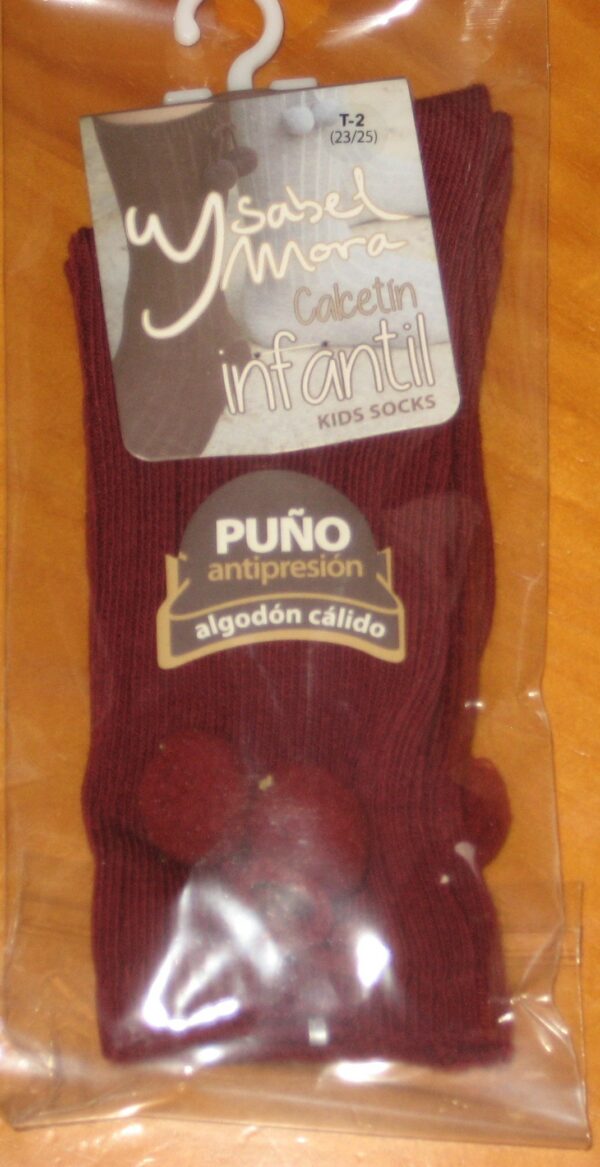 T-2
(23/25)
Ysabel
Mora
Calcetín
infantil
KIDS SOCKS
PUÑO
antipresión
algodón cálido